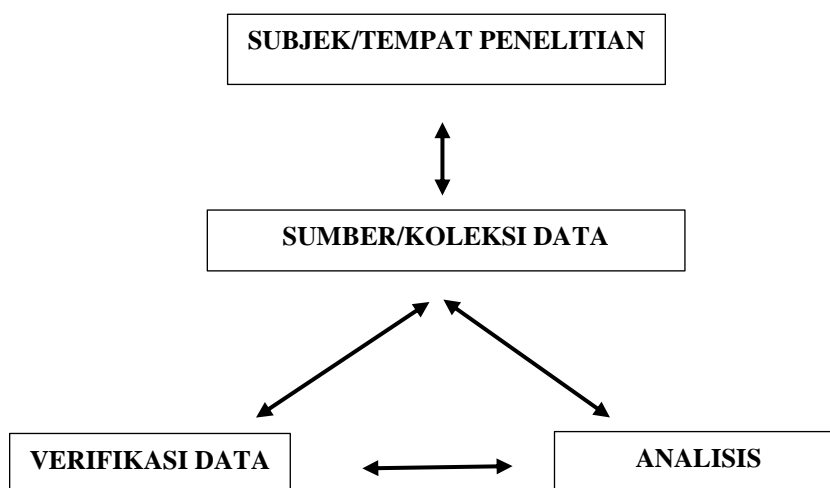 SUBJEK/TEMPAT PENELITIAN
SUMBER/KOLEKSI DATA
VERIFIKASI DATA
ANALISIS